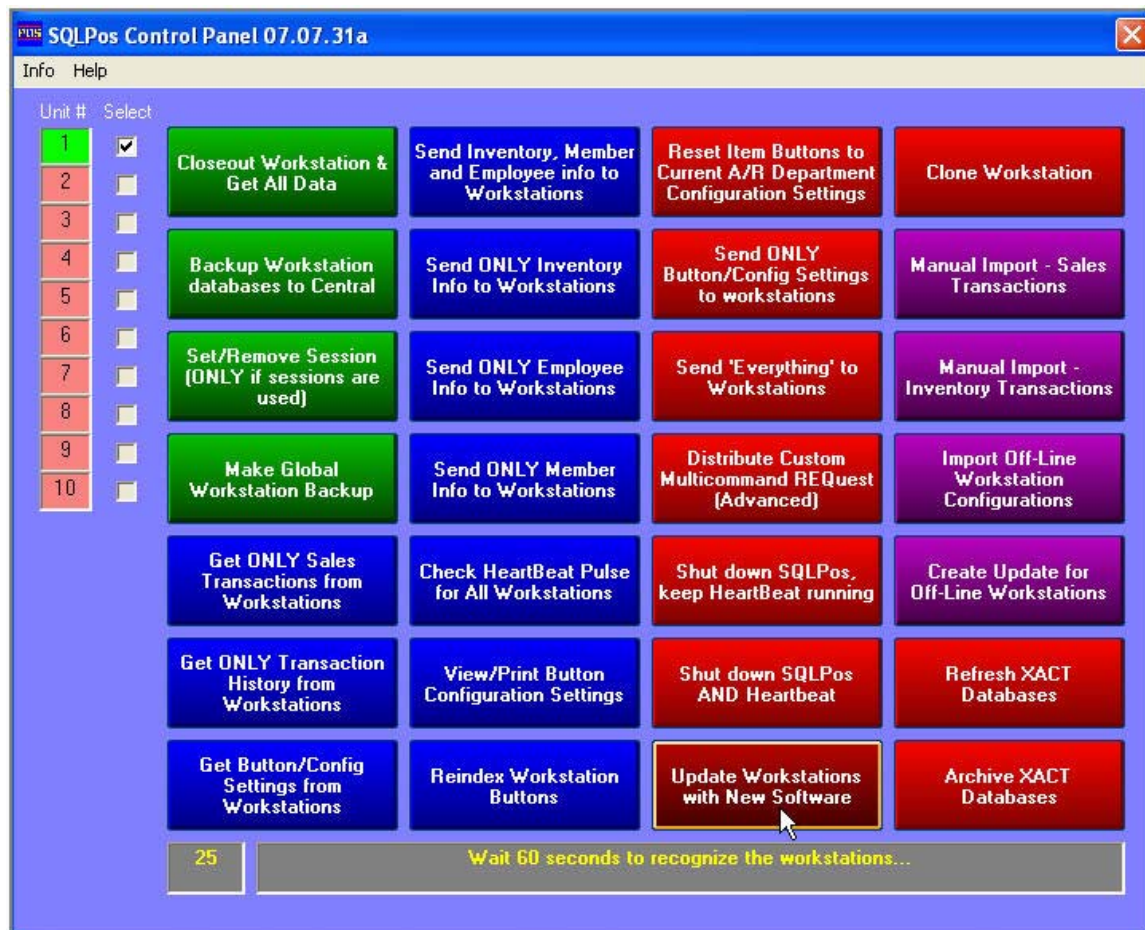 POS SQLPos Control Panel 07.07.31a
Info Help
Unit # Select
1
2
3
4
5
6
7
8
9
10
Closeout Workstation &
Get All Data
Send Inventory, Member
and Employee info to
Workstations
Reset Item Buttons to
Current A/R Department
Configuration Settings
Clone Workstation
Backup Workstation
databases to Central
Send ONLY Inventory
Info to Workstations
Send ONLY
Button/Config Settings
to workstations
Manual Import - Sales
Transactions
Set/Remove Session
(ONLY if sessions are
used)
Send ONLY Employee
Info to Workstations
Send 'Everything' to
Workstations
Manual Import -
Inventory Transactions
Make Global
Workstation Backup
Send ONLY Member
Info to Workstations
Distribute Custom
Multicommand REQuest
(Advanced)
Import Off-Line
Workstation
Configurations
Get ONLY Sales
Transactions from
Workstations
Check HeartBeat Pulse
for All Workstations
Shut down SQLPos,
keep HeartBeat running
Create Update for
Off-Line Workstations
Get ONLY Transaction
History from
Workstations
View/Print Button
Configuration Settings
Shut down SQLPos
AND Heartbeat
Refresh XACT
Databases
Get Button/Config
Settings from
Workstations
Reindex Workstation
Buttons
Update Workstations
with New Software
Archive XACT
Databases
25
Wait 60 seconds to recognize the workstations...